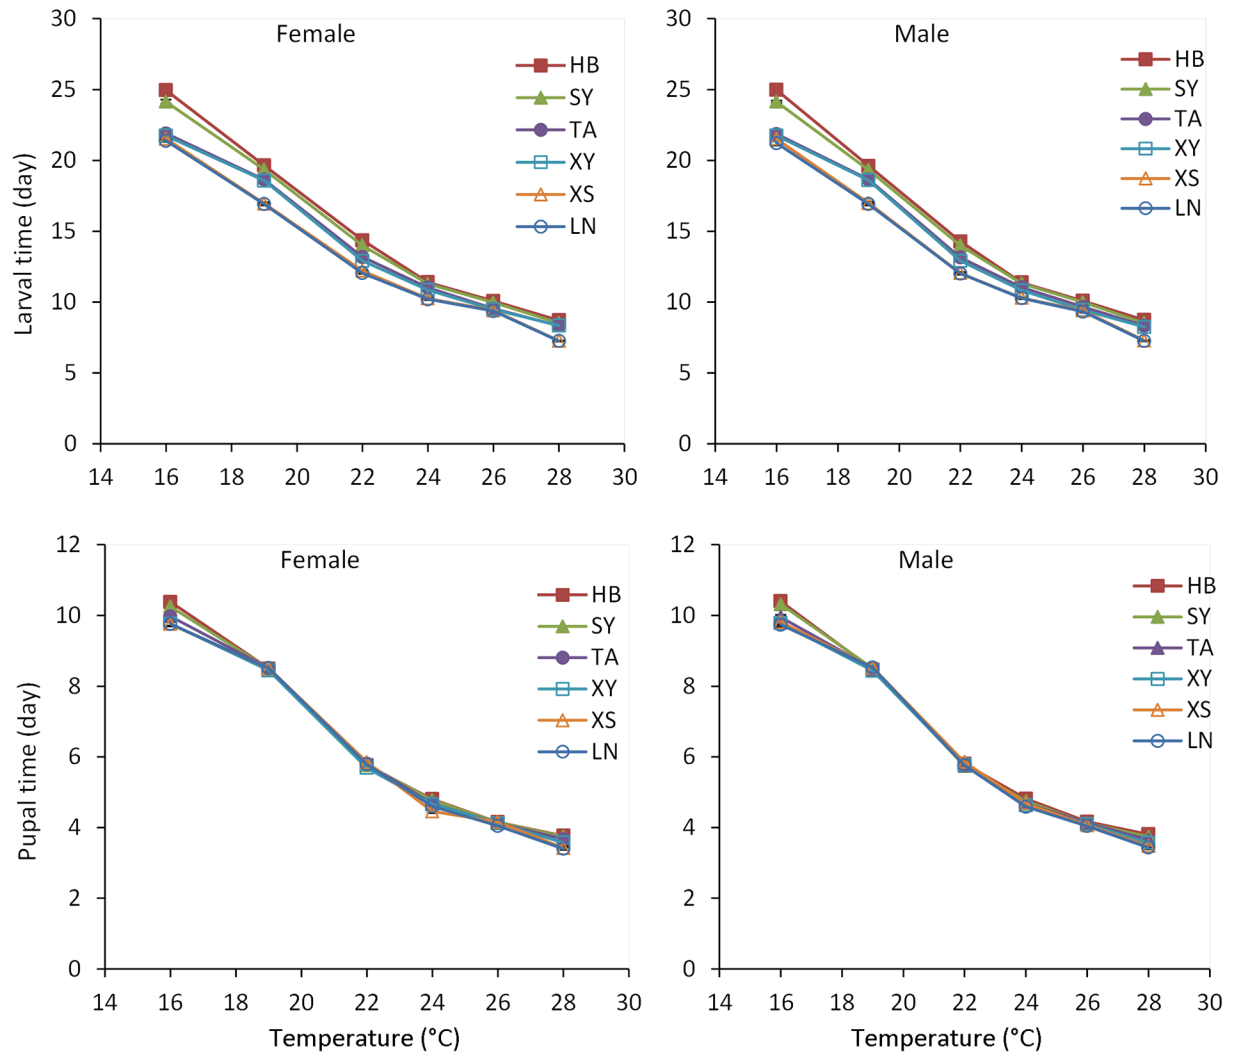 Female
Larval time (day)
30
25
20
15
10
5
0
HB
SY
TA
XY
XS
LN
14 16 18 20 22 24 26 28 30
Male
30
25
20
15
10
5
0
HB
SY
TA
XY
XS
LN
14 16 18 20 22 24 26 28 30
Female
Pupal time (day)
12
10
8
6
4
2
0
HB
SY
TA
XY
XS
LN
14 16 18 20 22 24 26 28 30
Temperature (°C)
Male
12
10
8
6
4
2
0
HB
SY
TA
XY
XS
LN
14 16 18 20 22 24 26 28 30
Temperature (°C)